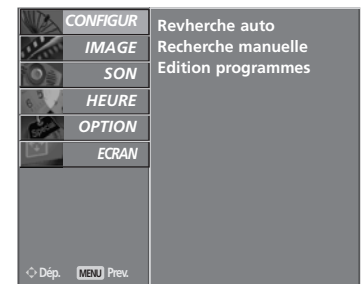 CONFIGUR
IMAGE
SON
HEURE
OPTION
ECRAN
Revherche auto
Recherche manuelle
Edition programmes
Dép. MENU Prev.